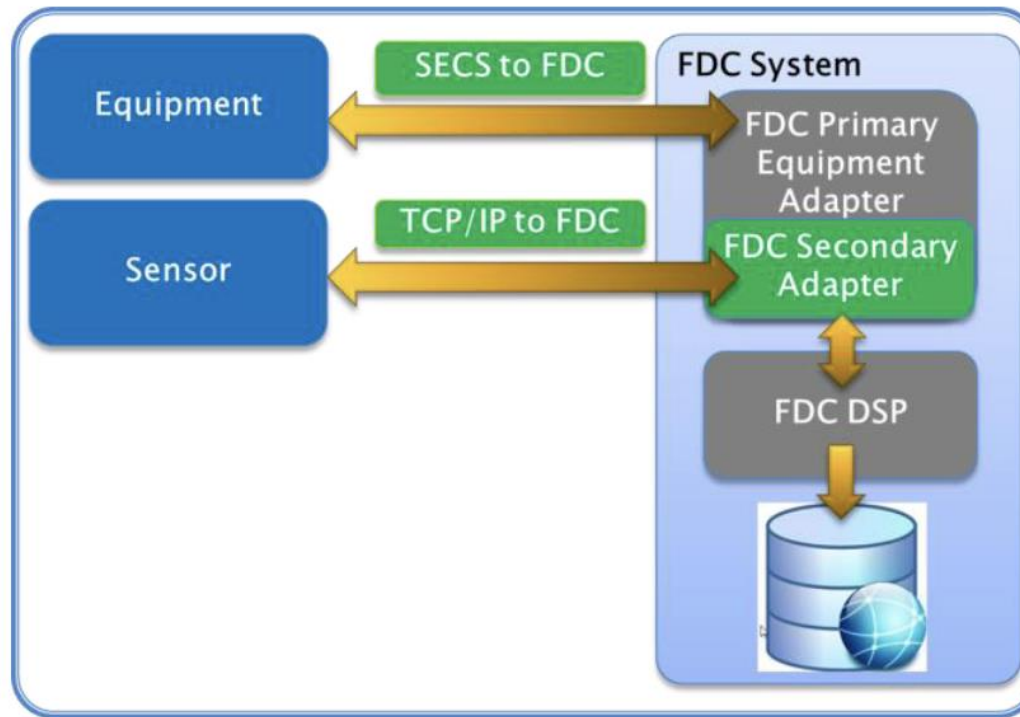 SECS to FDC
FDC System
Equipment
FDC Primary
Equipment
Adapter
TCP/IP to FDC
Sensor
FDC Secondary
Adapter
FDC DSP